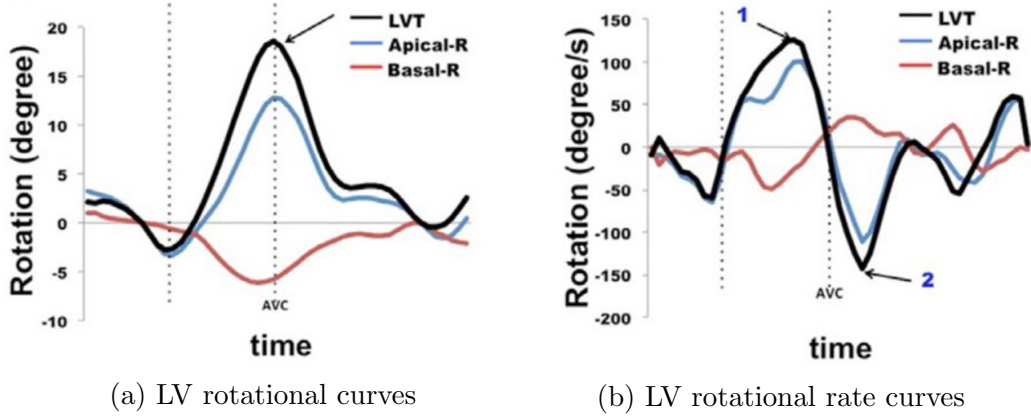 Rotation (degree)
20
15
10
5
0
-5
-10
LVT
Apical-R
Basal-R
AVC
time
(a) LV rotational curves
Rotation (degree/s)
150
100
50
0
-50
-100
-150
-200
1
LVT
Apical-R
Basal-R
AVC
2
time
(b) LV rotational rate curves